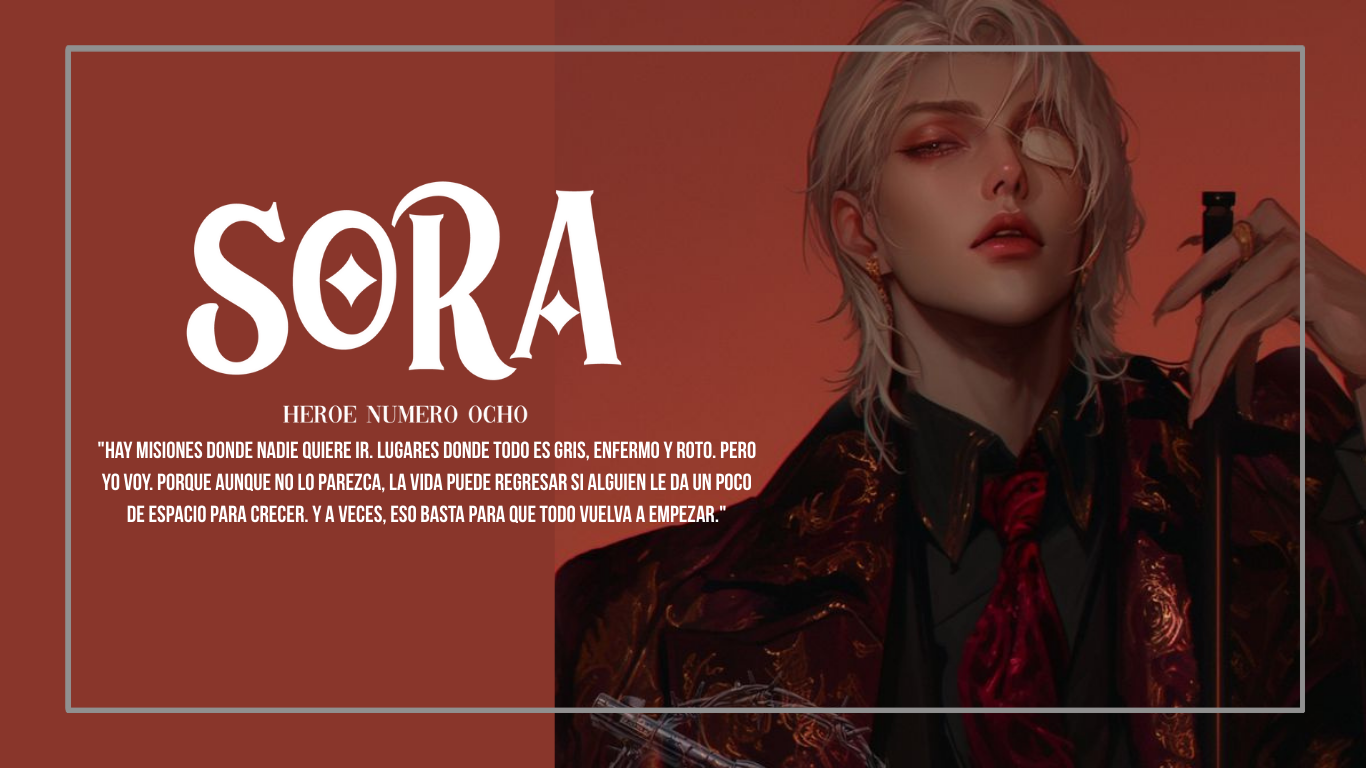 SORA
HEROE NUMERO OCHO
"HAY MISIONES DONDE NADIE QUIERE IR. LUGARES DONDE TODO ES GRIS, ENFERMO Y ROTO. PERO
YO VOY. PORQUE AUNQUE NO LO PAREZCA, LA VIDA PUEDE REGRESAR SI ALGUIEN LE DA UN POCO
DE ESPACIO PARA CRECER. Y A VECES, ESO BASTA PARA QUE TODO VUELVA A EMPEZAR."